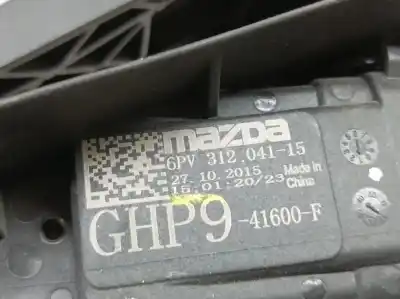 mazda
6PV 312.041-15
27.10.2015
15:01:20/23
Made in
China
GHP9-41600-F